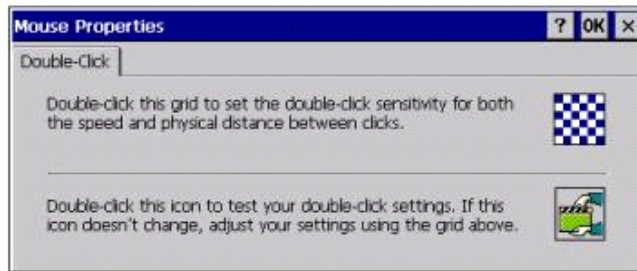 Mouse Properties ? OK ×
Double-Click
Double-click this grid to set the double-click sensitivity for both
the speed and physical distance between clicks.
Double-click this icon to test your double-click settings. If this
icon doesn't change, adjust your settings using the grid above.